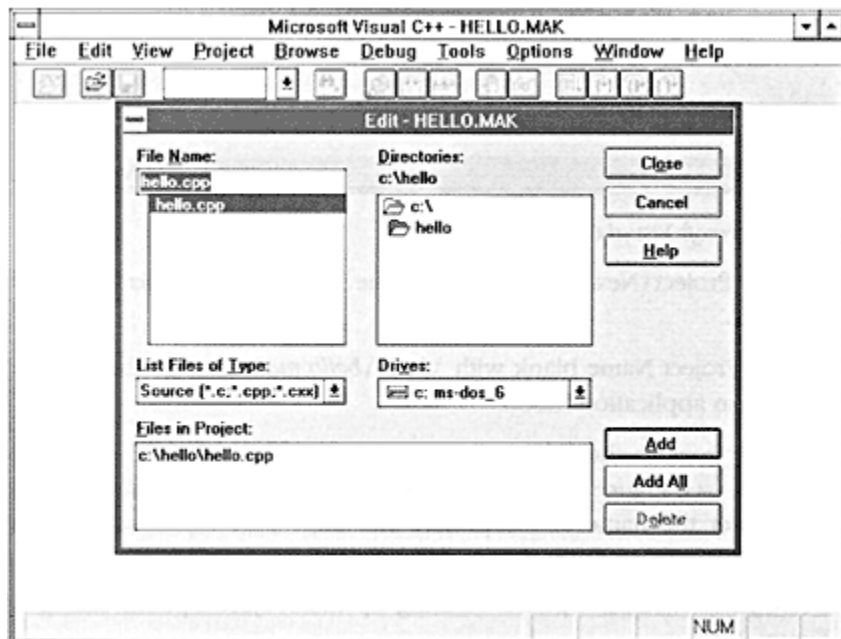 Microsoft Visual C++ - HELLO.MAK
File Edit View Project Browse Debug Tools Options Window Help
Edit - HELLO.MAK
File Name:
hello.cpp
hello.cpp
Directories:
c:\hello
c:\
hello
Close
Cancel
Help
List Files of Type:
Source (*.c;*.cpp;*.cxx)
Drives:
c: ms-dos_6
Files in Project:
c:\hello\hello.cpp
Add
Add All
Delete
NUM